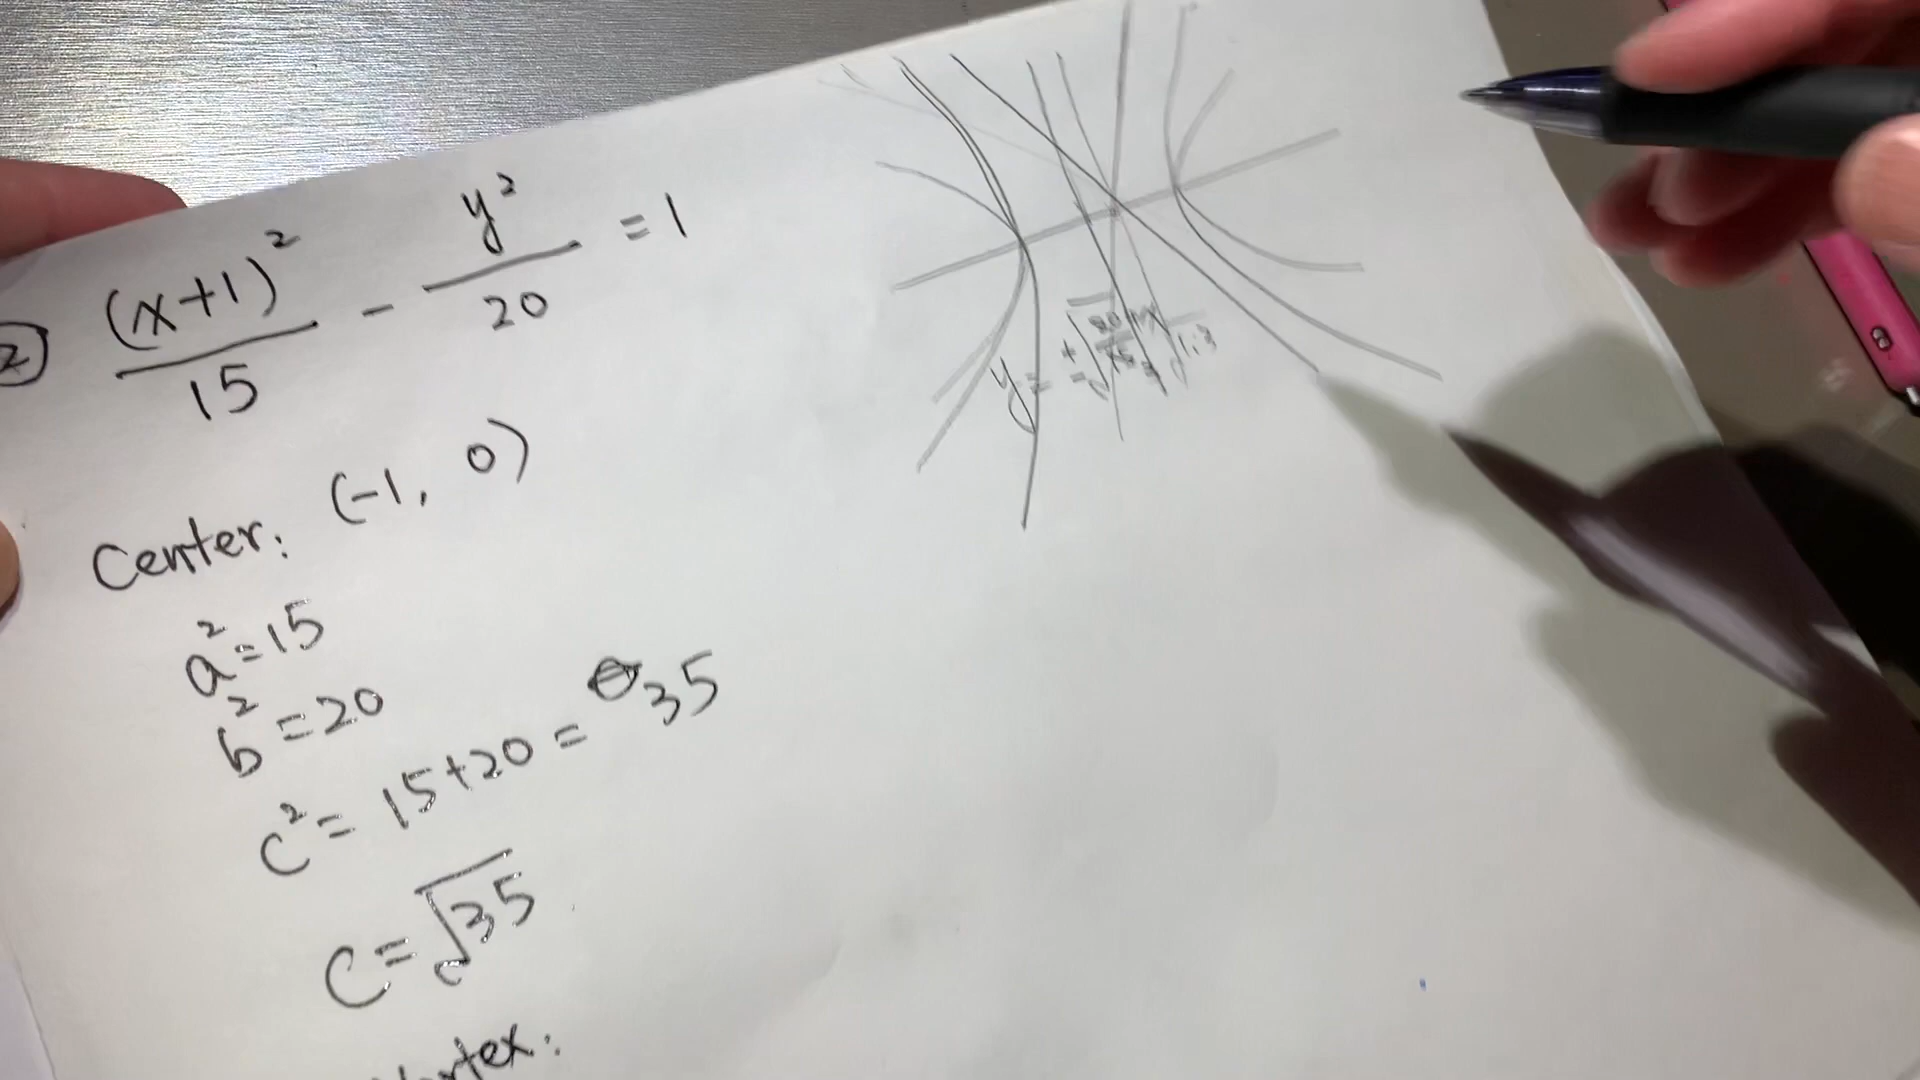 ② (x+1)²/15 - y²/20 = 1
Center: (-1, 0)
a²=15
b²=20
c²= 15+20 = 35
C=√35
y= ±√